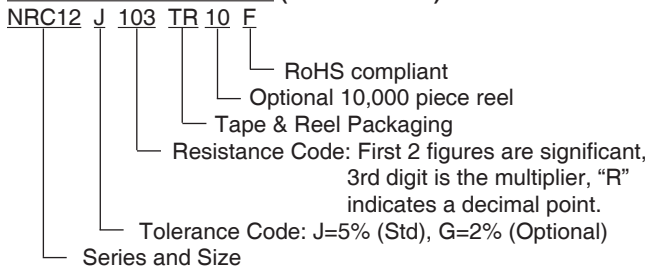 NRC12 J 103 TR 10 F
RoHS compliant
Optional 10,000 piece reel
Tape & Reel Packaging
Resistance Code: First 2 figures are significant,
3rd digit is the multiplier, “R”
indicates a decimal point.
Tolerance Code: J=5% (Std), G=2% (Optional)
Series and Size